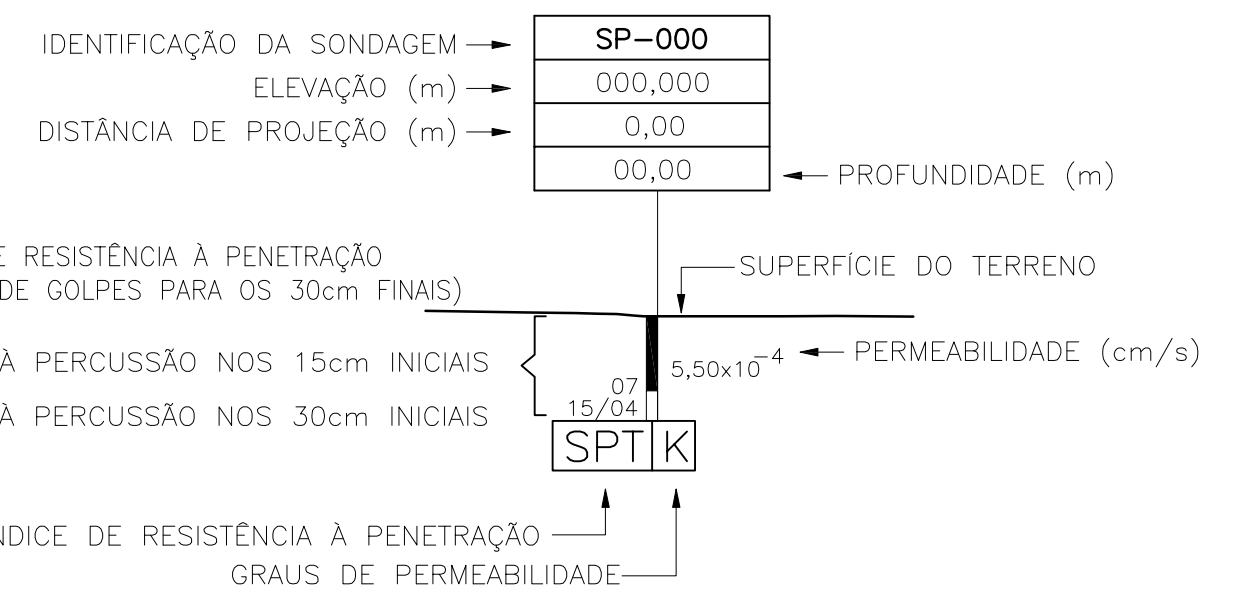 IDENTIFICAÇÃO DA SONDAGEM
SP-000
ELEVAÇÃO (m)
000,000
DISTÂNCIA DE PROJEÇÃO (m)
0,00
00,00
PROFUNDIDADE (m)
RESISTÊNCIA À PENETRAÇÃO
DE GOLPES PARA OS 30cm FINAIS)
SUPERFÍCIE DO TERRENO
À PERCUSSÃO NOS 15cm INICIAIS
5,50x10⁻⁴
PERMEABILIDADE (cm/s)
07
15/04
À PERCUSSÃO NOS 30cm INICIAIS
SPT K
DE RESISTÊNCIA À PENETRAÇÃO
GRAUS DE PERMEABILIDADE